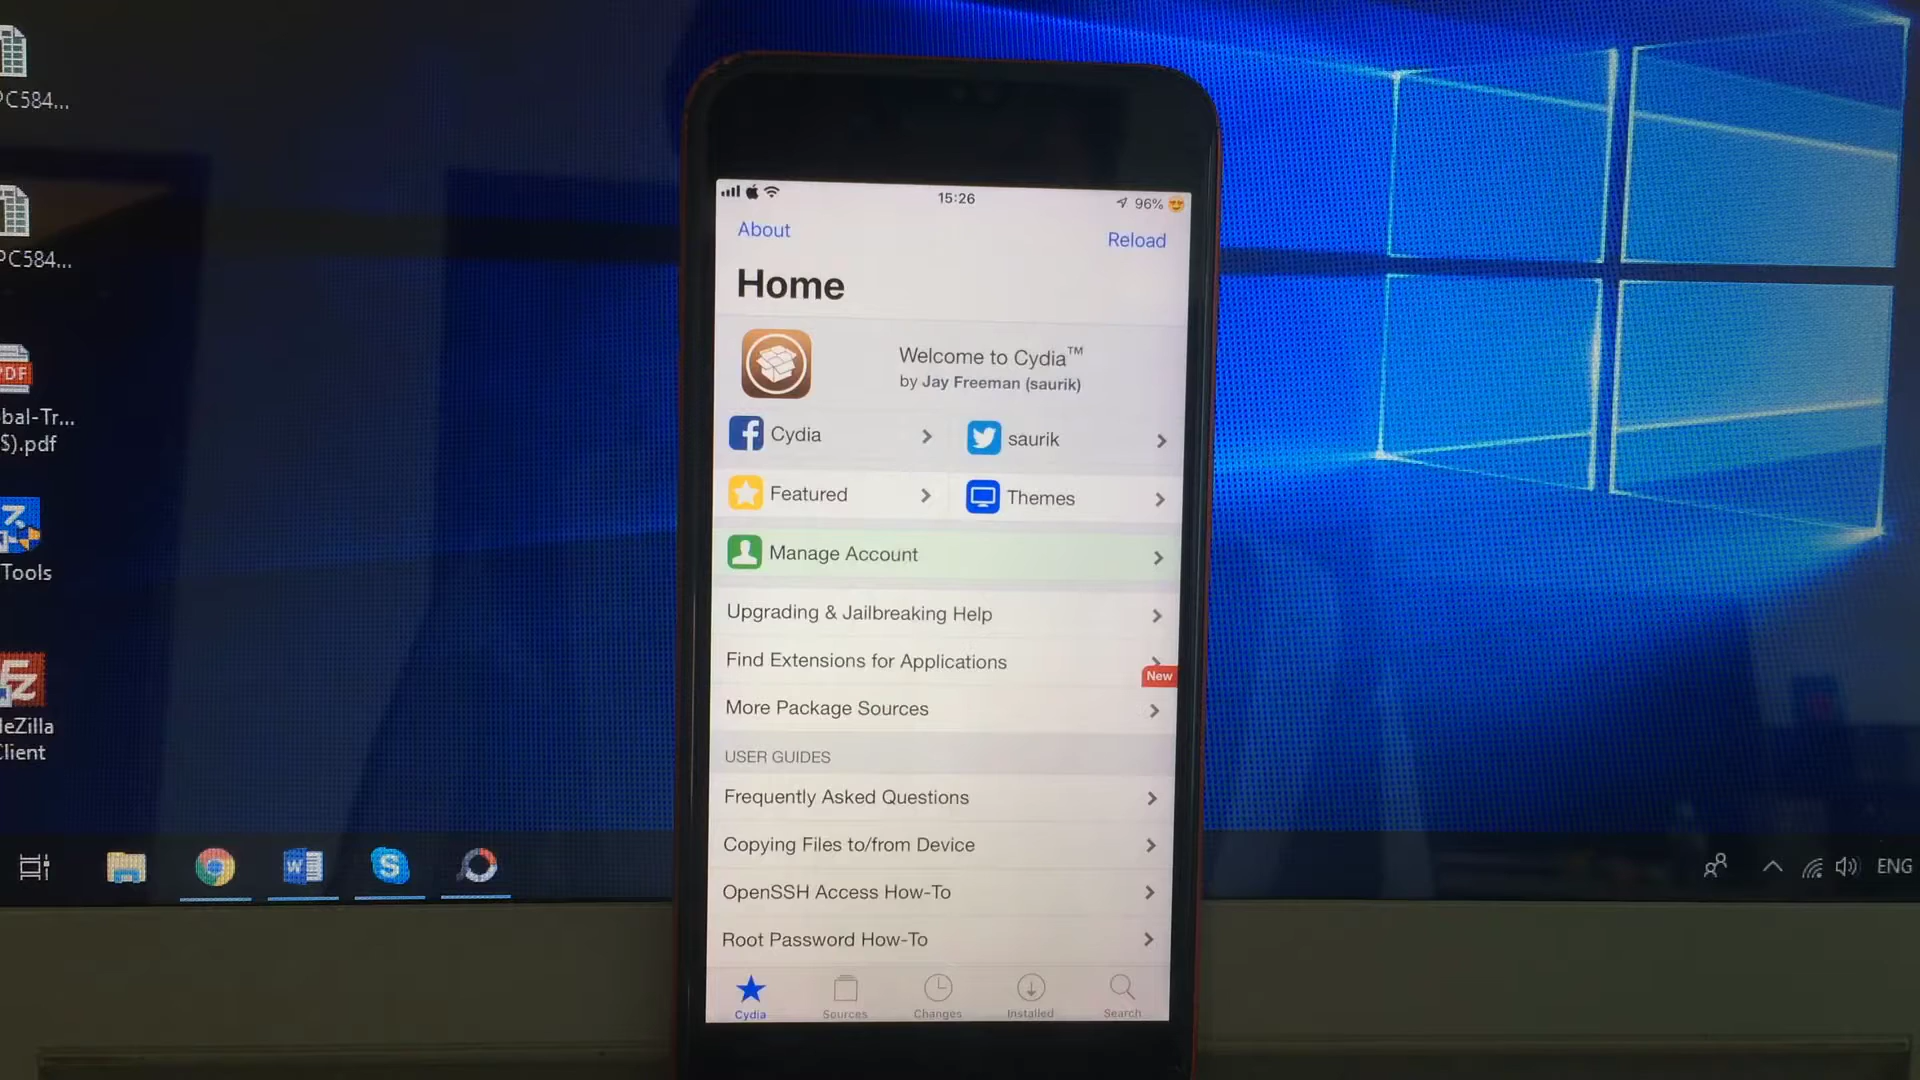 PC584...
PC584...
PDF
bal-Tr...
$).pdf
Tools
leZilla
Client
15:26
96%
About
Reload
Home
Welcome to Cydia™
by Jay Freeman (saurik)
Cydia
saurik
Featured
Themes
Manage Account
Upgrading & Jailbreaking Help
Find Extensions for Applications
New
More Package Sources
USER GUIDES
Frequently Asked Questions
Copying Files to/from Device
OpenSSH Access How-To
Root Password How-To
Cydia
Sources
Changes
Installed
Search
ENG